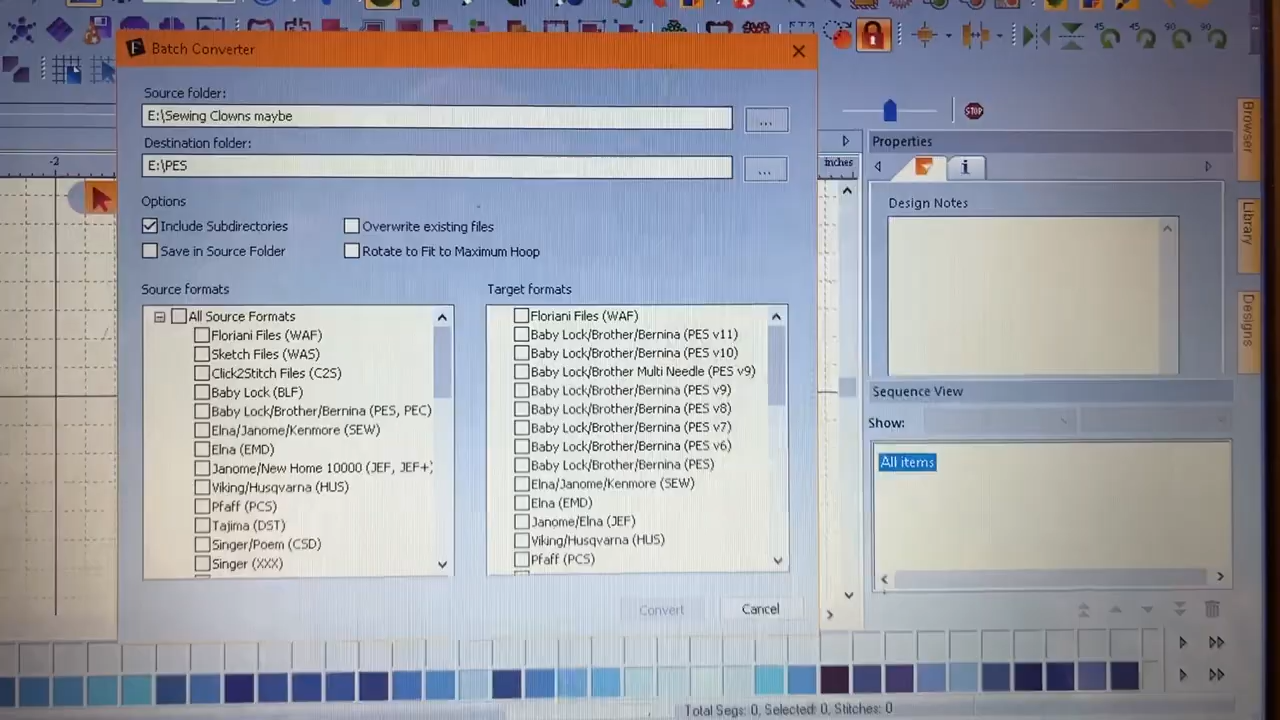 45 45 90 90
Batch Converter
Source folder:
E:\Sewing Clowns maybe
...
Destination folder:
E:\PES
...
Options
Include Subdirectories
Overwrite existing files
Save in Source Folder
Rotate to Fit to Maximum Hoop
Source formats
All Source Formats
Floriani Files (WAF)
Sketch Files (WAS)
Click2Stitch Files (C2S)
Baby Lock (BLF)
Baby Lock/Brother/Bernina (PES, PEC)
Elna/Janome/Kenmore (SEW)
Elna (EMD)
Janome/New Home 10000 (JEF, JEF+)
Viking/Husqvarna (HUS)
Pfaff (PCS)
Tajima (DST)
Singer/Poem (CSD)
Singer (XXX)
Target formats
Floriani Files (WAF)
Baby Lock/Brother/Bernina (PES v11)
Baby Lock/Brother/Bernina (PES v10)
Baby Lock/Brother Multi Needle (PES v9)
Baby Lock/Brother/Bernina (PES v9)
Baby Lock/Brother/Bernina (PES v8)
Baby Lock/Brother/Bernina (PES v7)
Baby Lock/Brother/Bernina (PES v6)
Baby Lock/Brother/Bernina (PES)
Elna/Janome/Kenmore (SEW)
Elna (EMD)
Janome/Elna (JEF)
Viking/Husqvarna (HUS)
Pfaff (PCS)
Convert
Cancel
-2
inches
STOP
Properties
i
Design Notes
Sequence View
Show:
All items
Browser
Library
Designs
Total Segs: 0, Selected: 0, Stitches: 0